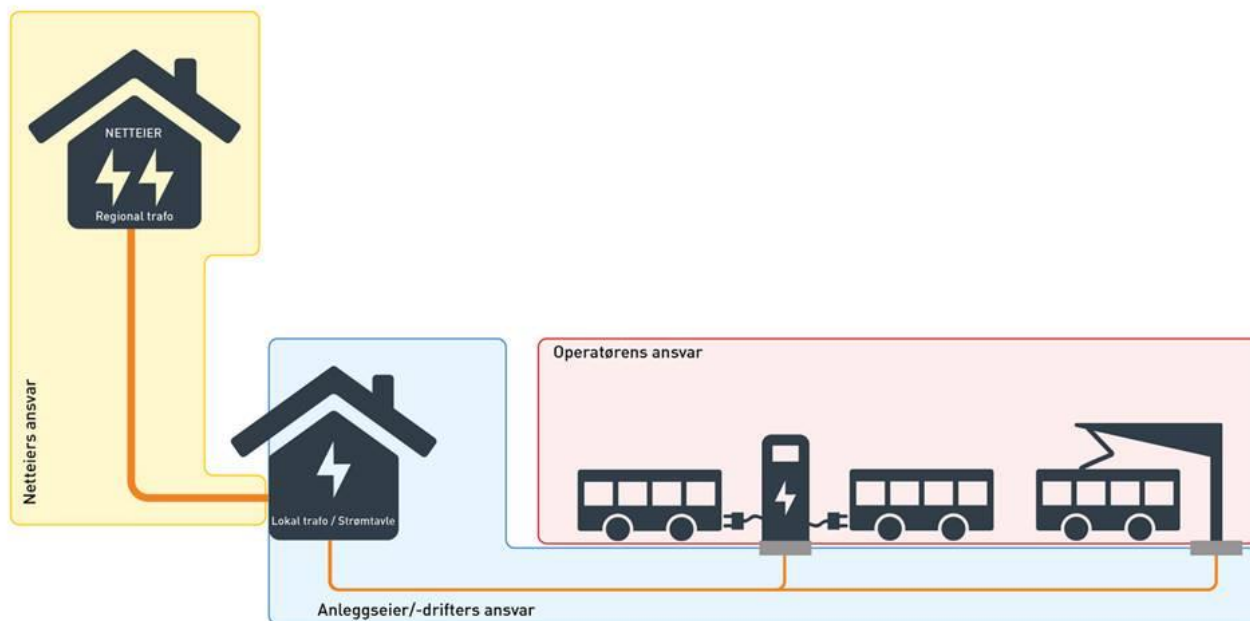 NETTEIER
Regional trafo
Netteiers ansvar
Operatørens ansvar
Lokal trafo / Strømtavle
Anleggseier/-drifters ansvar